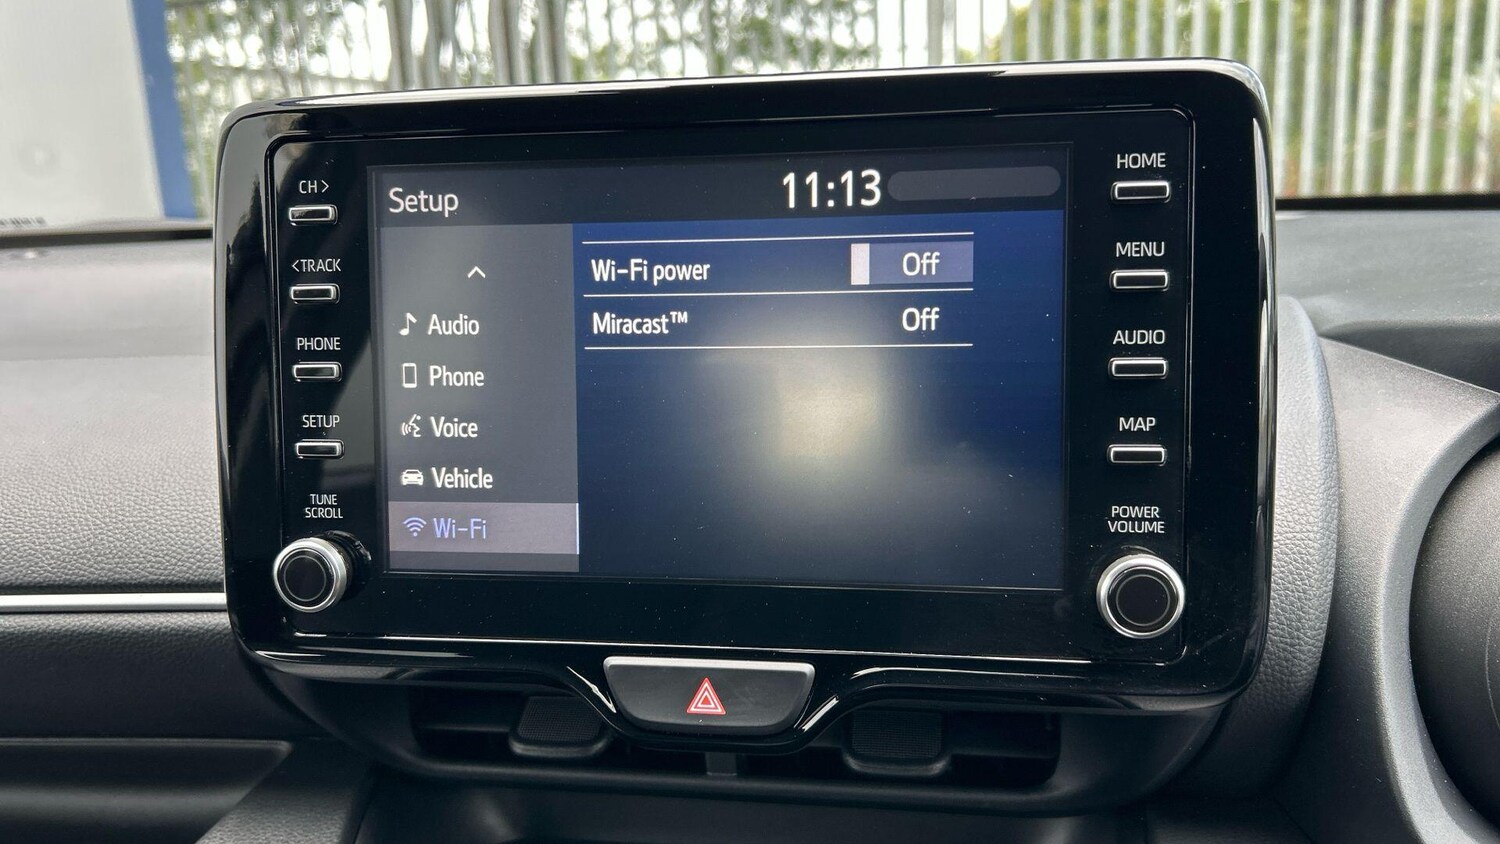 CH>
<TRACK
PHONE
SETUP
TUNE
SCROLL
Setup
11:13
Audio
Phone
Voice
Vehicle
Wi-Fi
Wi-Fi power Off
Miracast™ Off
HOME
MENU
AUDIO
MAP
POWER
VOLUME